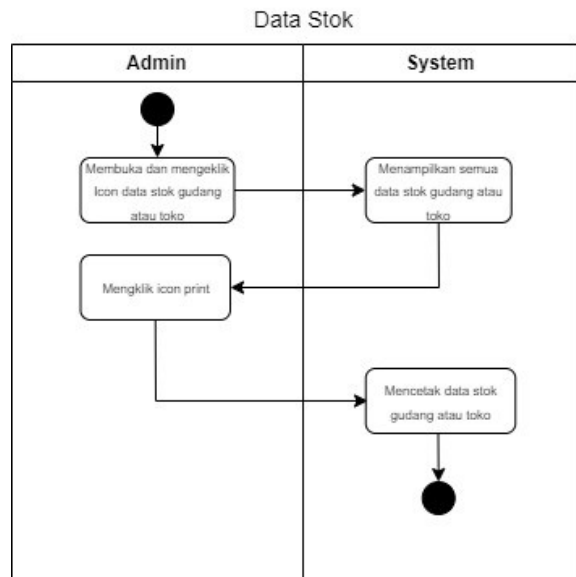 Data Stok
Admin
System
Membuka dan mengeklik
Icon data stok gudang
atau toko
Menampilkan semua
data stok gudang atau
toko
Mengklik icon print
Mencetak data stok
gudang atau toko